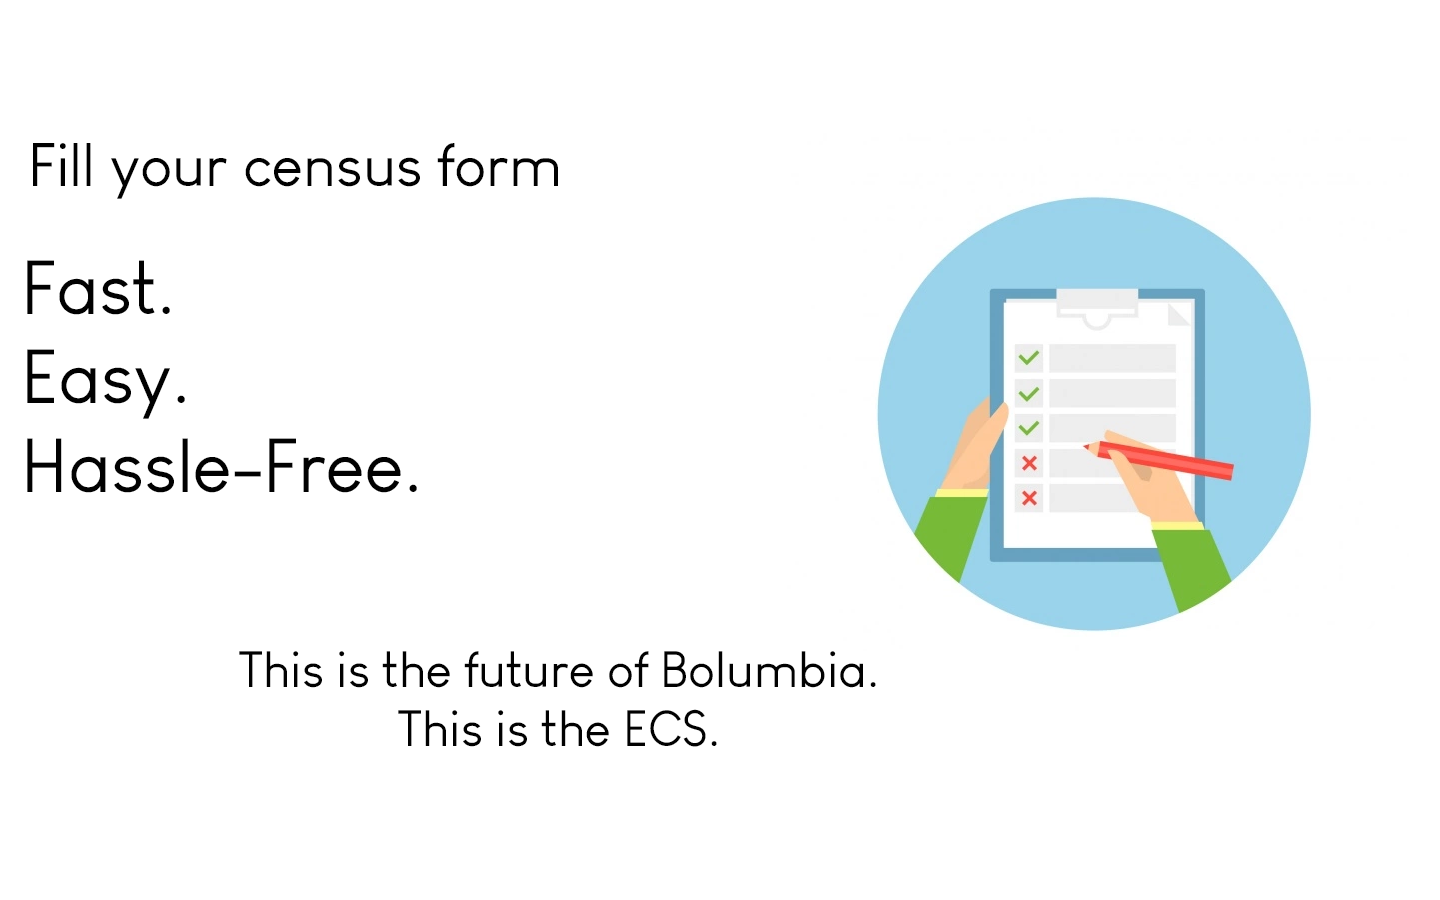 Fill your census form
Fast.
Easy.
Hassle-Free.
This is the future of Bolumbia.
This is the ECS.